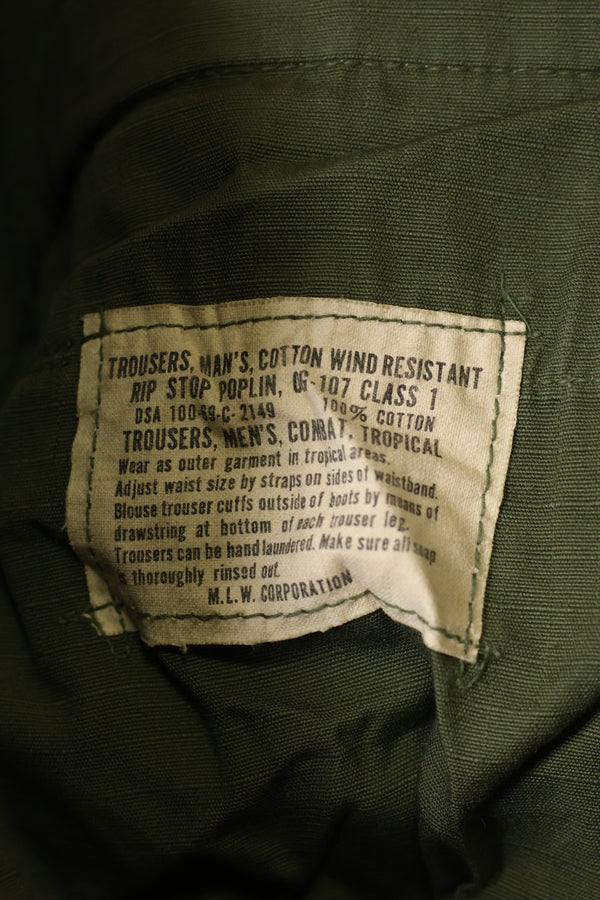 TROUSERS, MAN'S, COTTON WIND RESISTANT
RIP STOP POPLIN, OG-107 CLASS 1
DSA 100-69-C-2149 100% COTTON
TROUSERS, MEN'S, COMBAT, TROPICAL
Wear as outer garment in tropical areas.
Adjust waist size by straps on sides of waistband.
Blouse trouser cuffs outside of boots by means of
drawstring at bottom of each trouser leg.
Trousers can be hand laundered. Make sure all soap
is thoroughly rinsed out.
M.L.W. CORPORATION